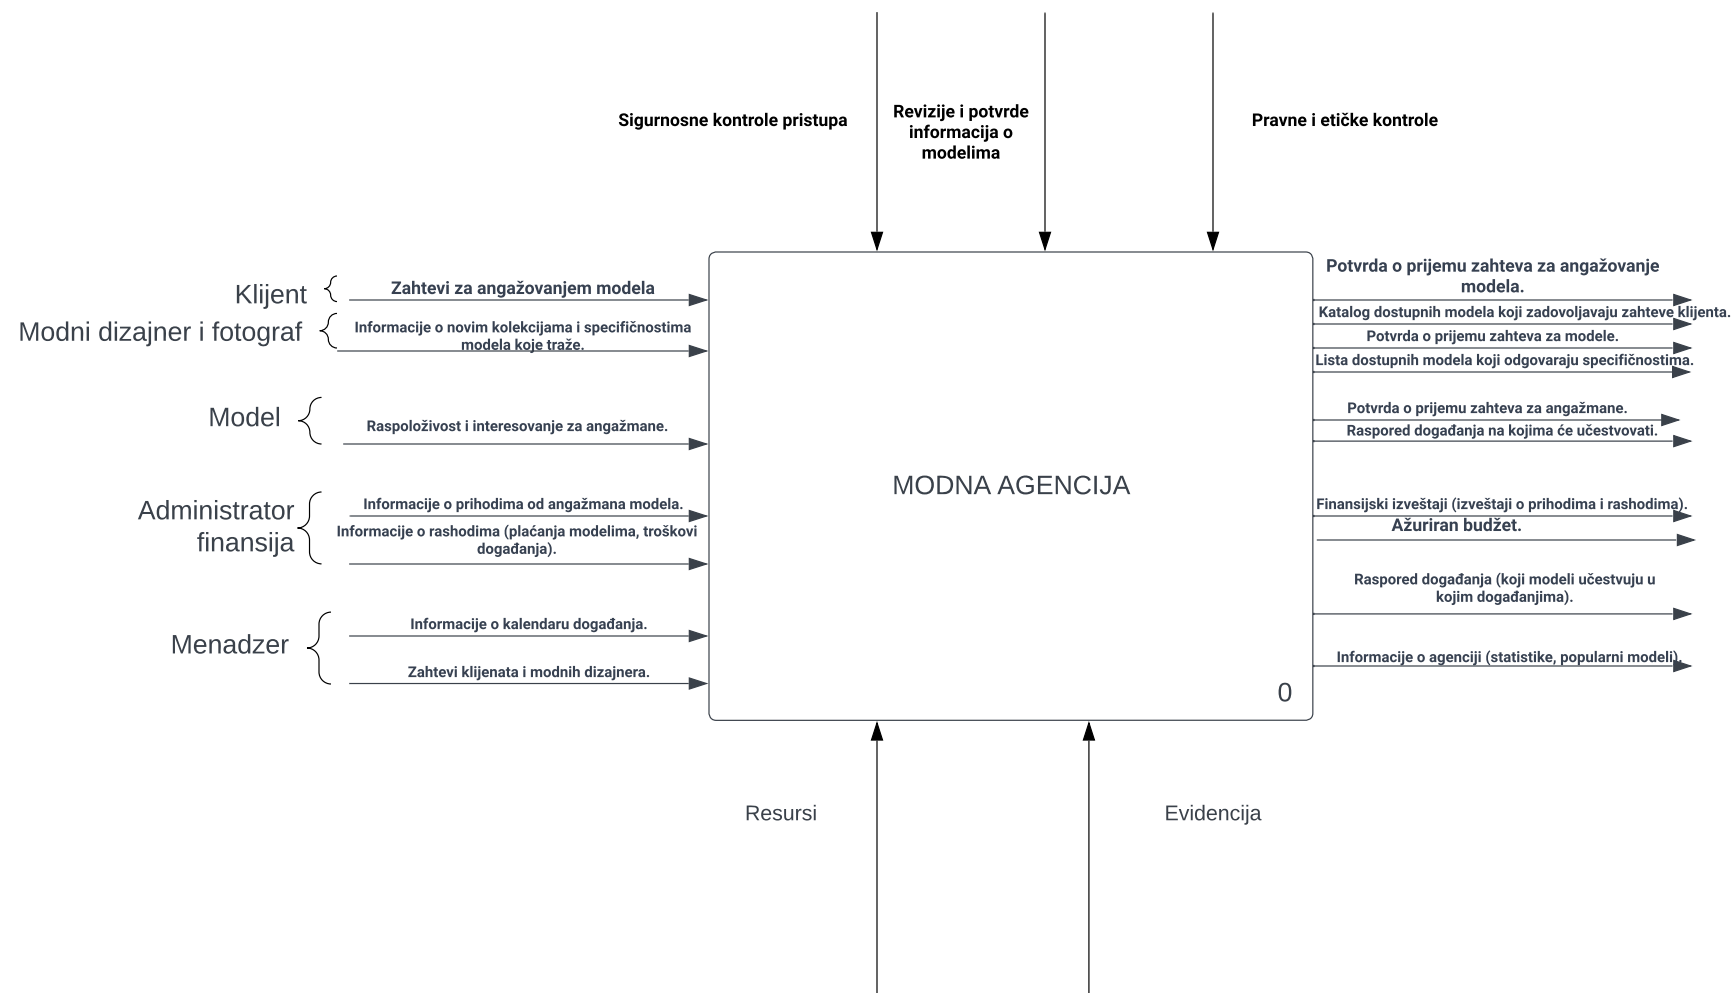 Sigurnosne kontrole pristupa
Revizije i potvrde
informacija o
modelima
Pravne i etičke kontrole
Klijent
Zahtevi za angažovanjem modela
Modni dizajner i fotograf
Informacije o novim kolekcijama i specifičnostima
modela koje traže.
Model
Raspoloživost i interesovanje za angažmane.
Administrator
finansija
Informacije o prihodima od angažmana modela.
Informacije o rashodima (plaćanja modelima, troškovi
događanja).
Menadzer
Informacije o kalendaru događanja.
Zahtevi klijenata i modnih dizajnera.
MODNA AGENCIJA
0
Potvrda o prijemu zahteva za angažovanje
modela.
Katalog dostupnih modela koji zadovoljavaju zahteve klijenta.
Potvrda o prijemu zahteva za modele.
Lista dostupnih modela koji odgovaraju specifičnostima.
Potvrda o prijemu zahteva za angažmane.
Raspored događanja na kojima će učestvovati.
Finansijski izveštaji (izveštaji o prihodima i rashodima).
Ažuriran budžet.
Raspored događanja (koji modeli učestvuju u
kojim događanjima).
Informacije o agenciji (statistike, popularni modeli).
Resursi
Evidencija